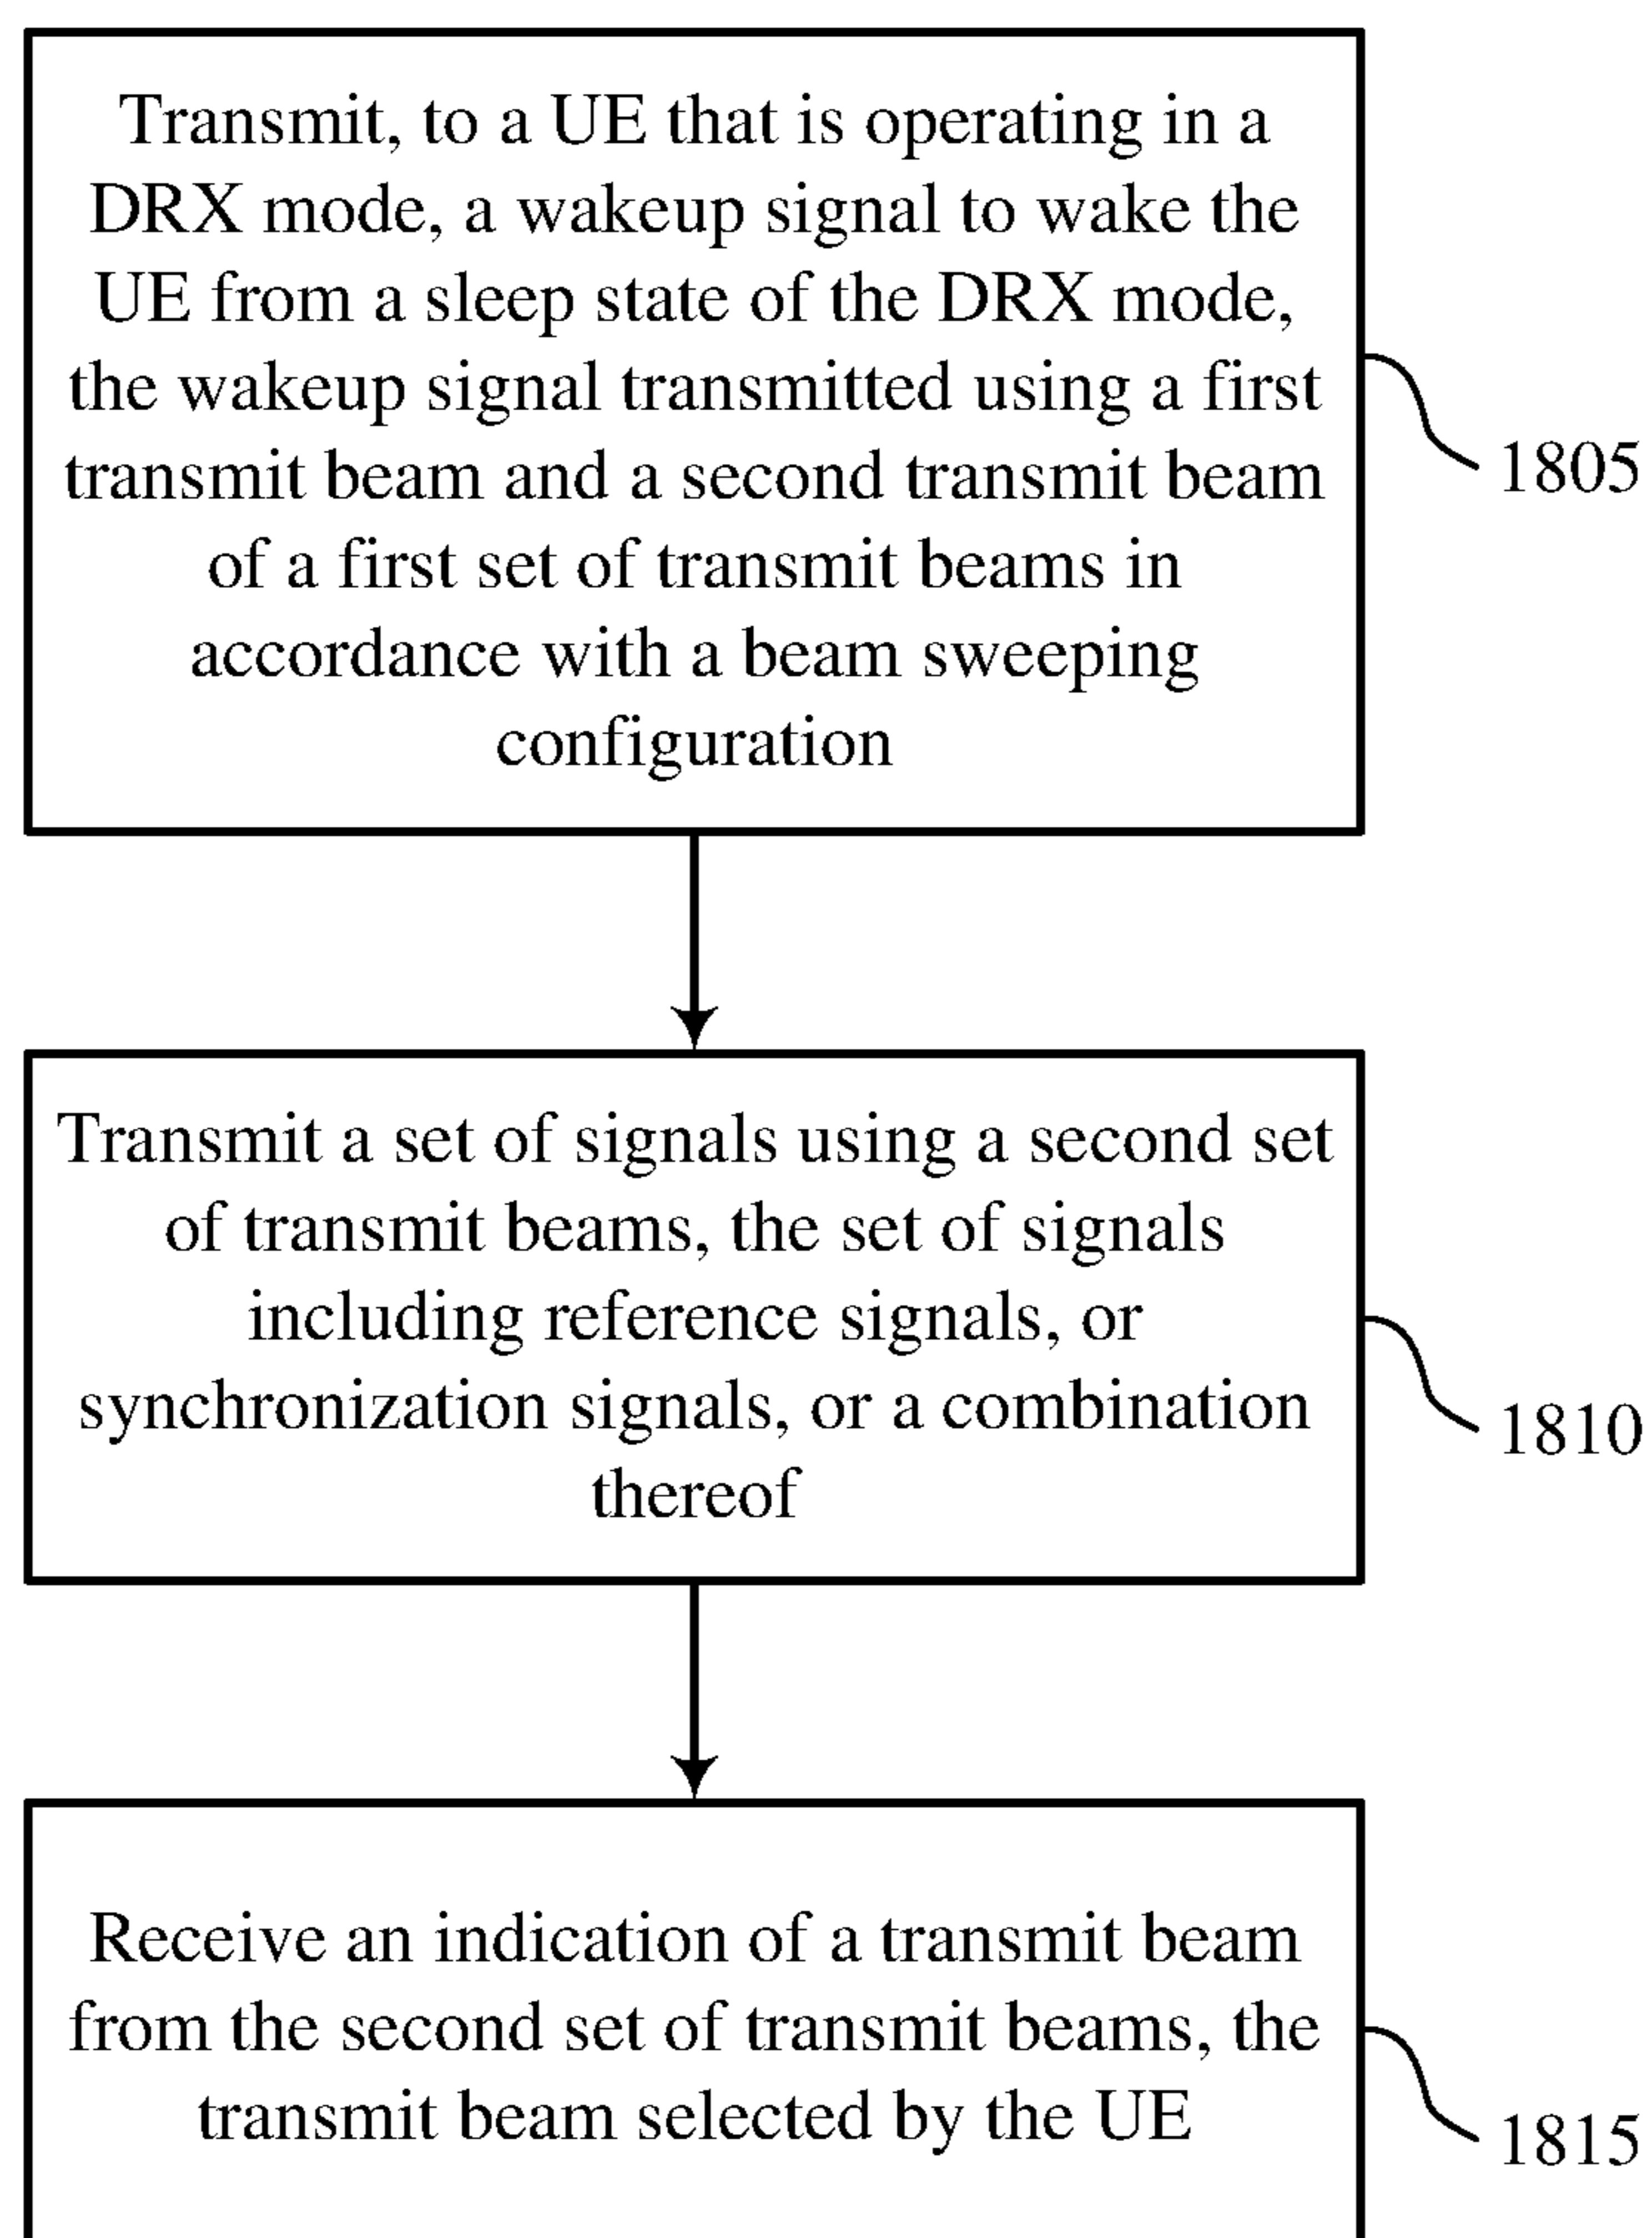 Transmit, to a UE that is operating in a
DRX mode, a wakeup signal to wake the
UE from a sleep state of the DRX mode,
the wakeup signal transmitted using a first
transmit beam and a second transmit beam
of a first set of transmit beams in
accordance with a beam sweeping
configuration
1805
Transmit a set of signals using a second set
of transmit beams, the set of signals
including reference signals, or
synchronization signals, or a combination
thereof
1810
Receive an indication of a transmit beam
from the second set of transmit beams, the
transmit beam selected by the UE
1815